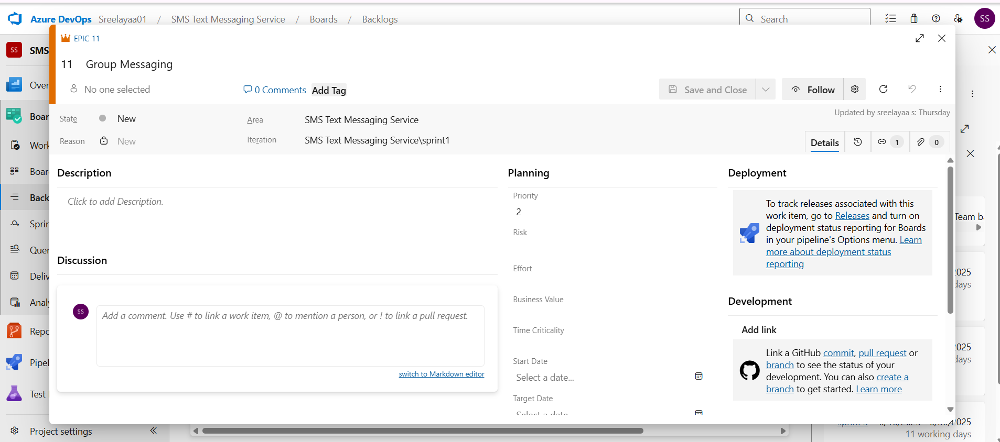 Azure DevOps Sreelayaa01 / SMS Text Messaging Service / Boards / Backlogs
Search
SS
SS SMS
Over
Boar
Work
Boar
Back
Sprin
Quer
Deliv
Analy
Repo
Pipel
Test
Project settings
EPIC 11
11 Group Messaging
No one selected
0 Comments Add Tag
Save and Close
Follow
State New
Area SMS Text Messaging Service
Updated by sreelayaa s: Thursday
Reason New
Iteration SMS Text Messaging Service\sprint1
Details 1 0
Description
Click to add Description.
Discussion
SS
Add a comment. Use # to link a work item, @ to mention a person, or ! to link a pull request.
switch to Markdown editor
Planning
Priority
2
Risk
Effort
Business Value
Time Criticality
Start Date
Select a date...
Target Date
Select a date
Deployment
To track releases associated with this
work item, go to Releases and turn on
deployment status reporting for Boards
in your pipeline's Options menu. Learn
more about deployment status
reporting
Development
Add link
Link a GitHub commit, pull request or
branch to see the status of your
development. You can also create a
branch to get started. Learn more
Team ba
2025
days
2025
days
2025
11 working days